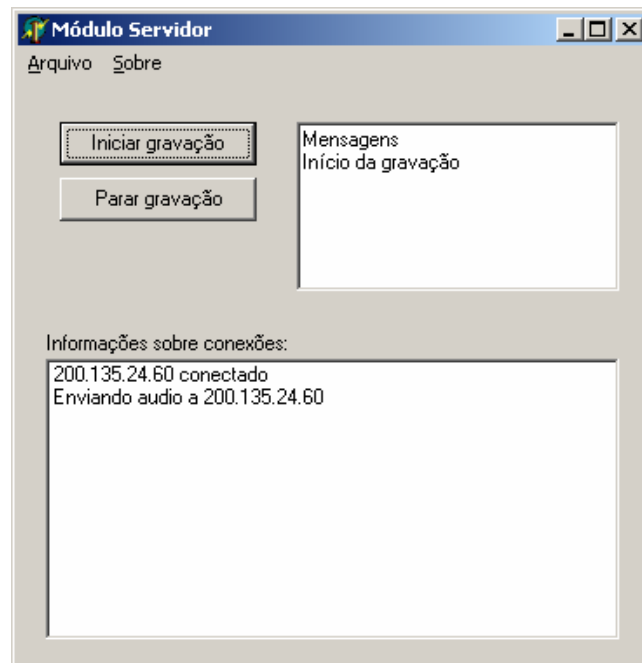 Módulo Servidor
Arquivo Sobre
Iniciar gravação
Parar gravação
Mensagens
Início da gravação
Informações sobre conexões:
200.135.24.60 conectado
Enviando audio a 200.135.24.60